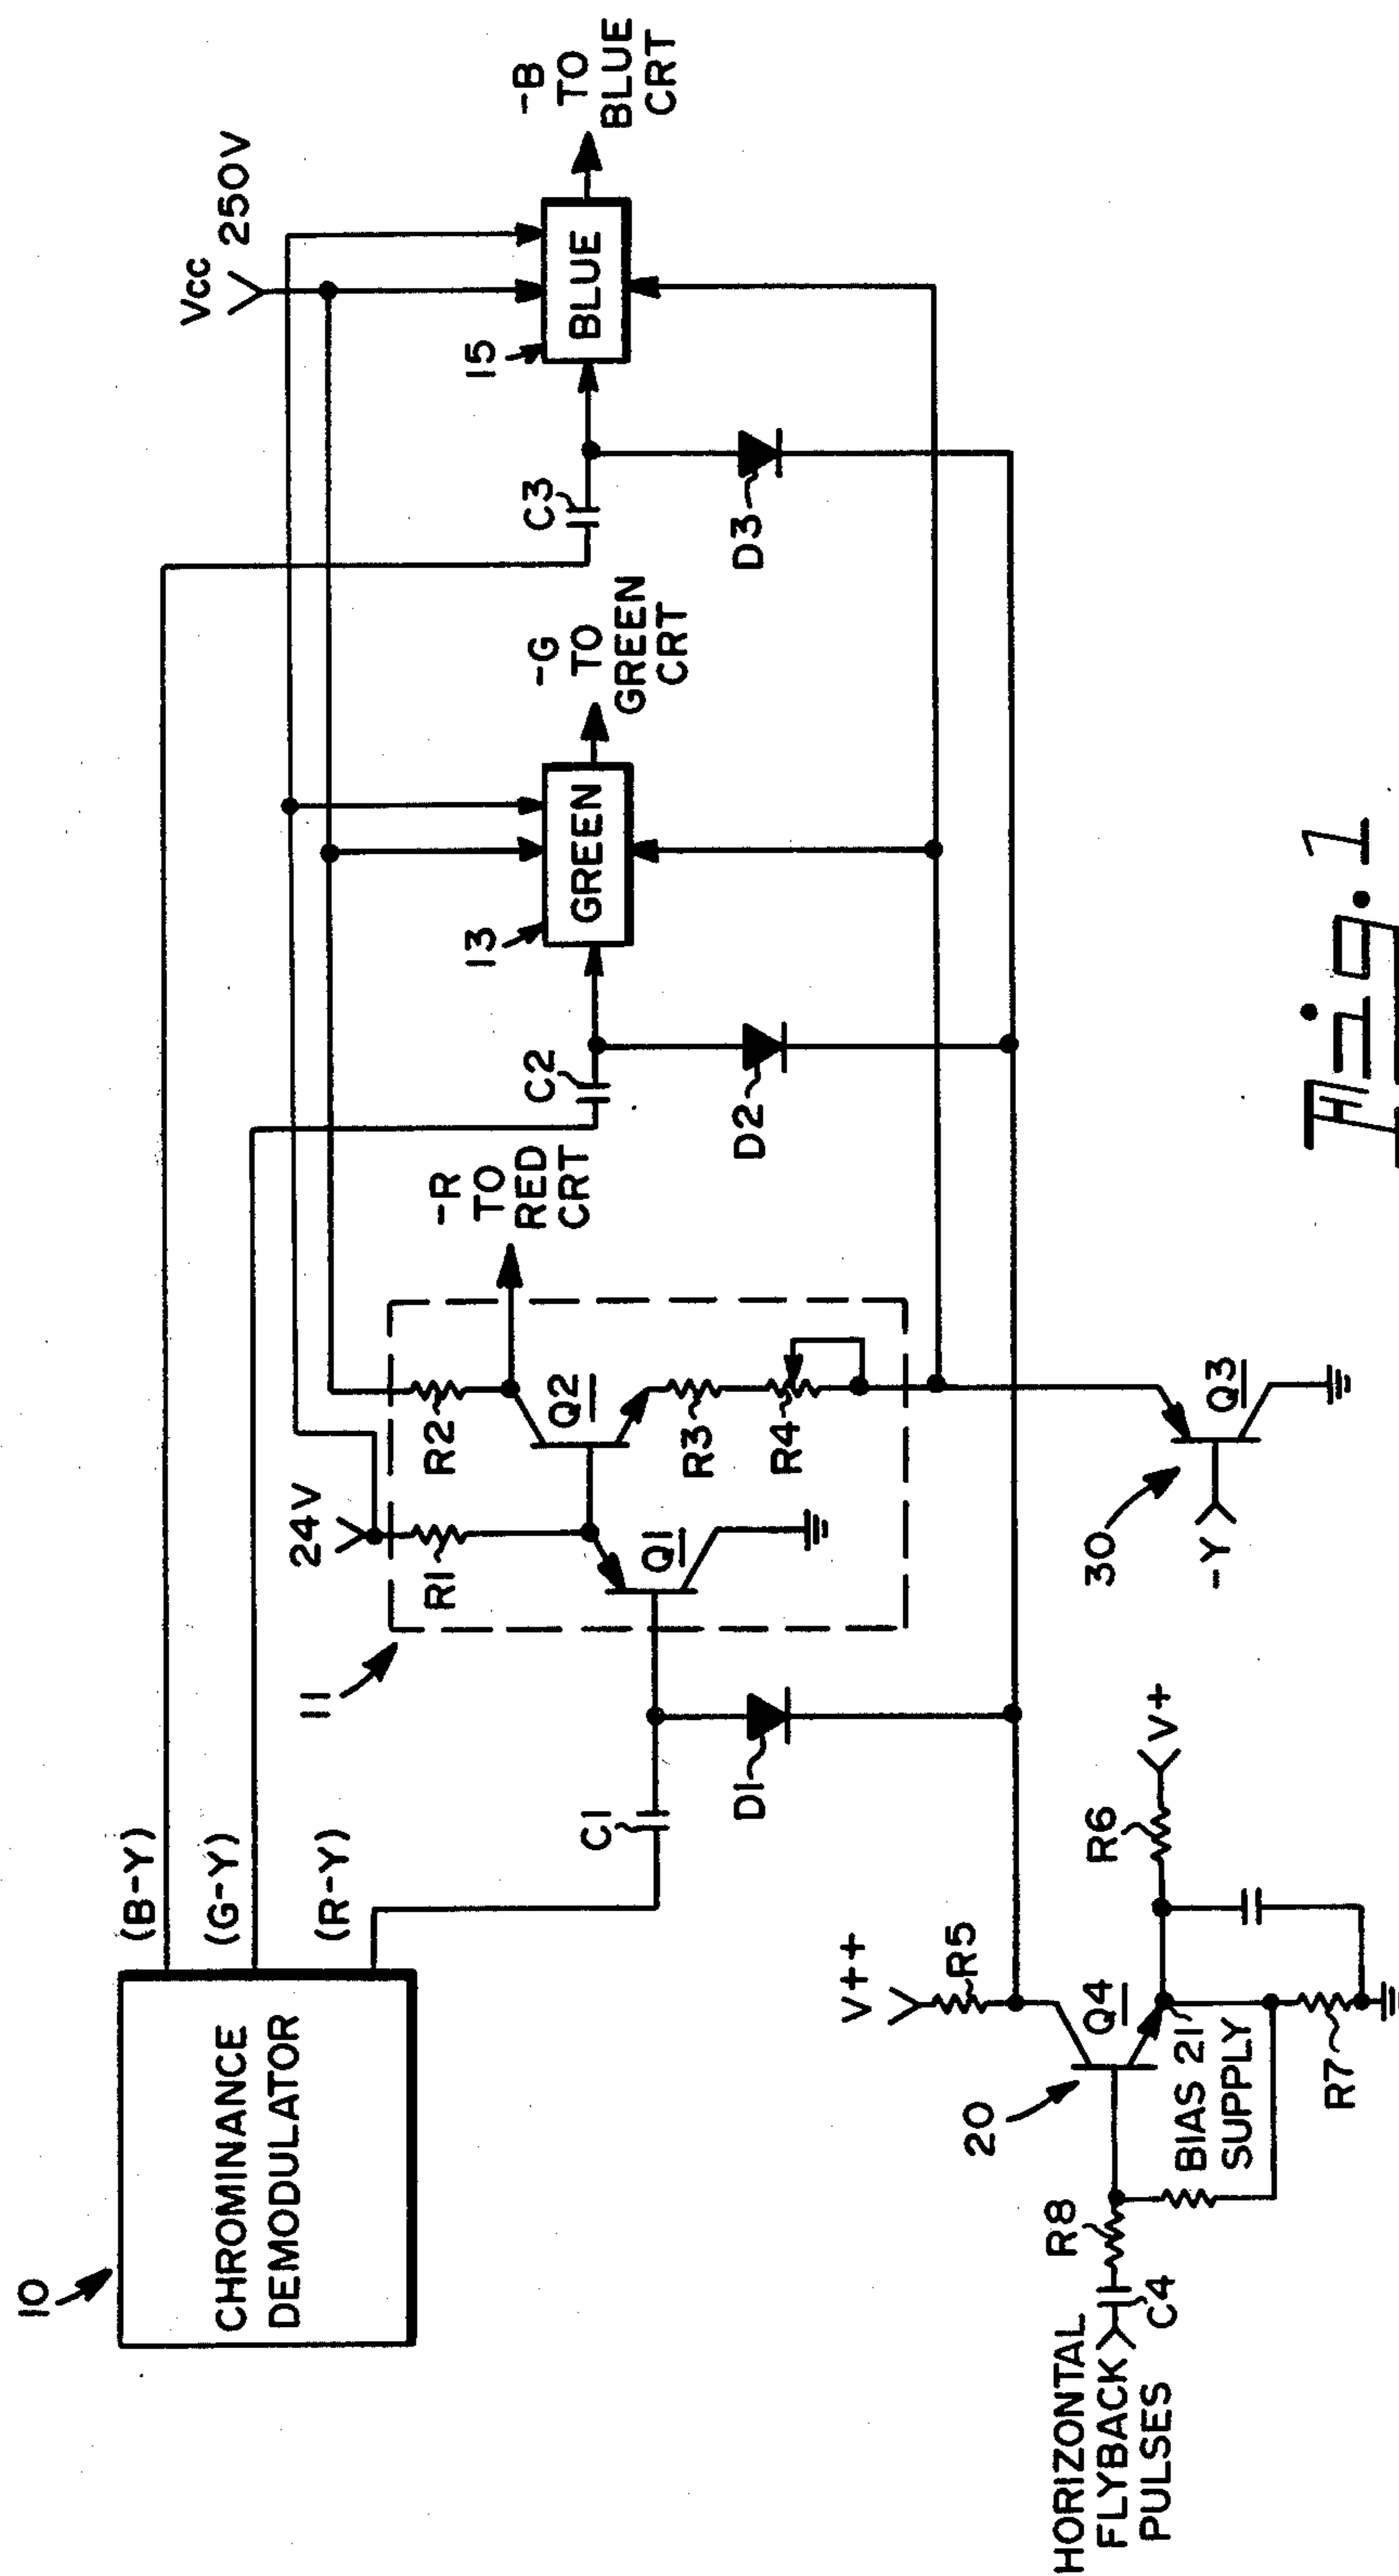 10
CHROMINANCE
DEMODULATOR
(B-Y)
(G-Y)
(R-Y)
C1
D1
11
24V
R1
R2
Q1
Q2
R3
R4
-R
TO
RED
CRT
C2
D2
13
GREEN
-G
TO
GREEN
CRT
C3
D3
15
BLUE
Vcc
250V
-B
TO
BLUE
CRT
V++
R5
20
Q4
BIAS 21
SUPPLY
R6
V+
R7
R8
C4
HORIZONTAL
FLYBACK
PULSES
30
-Y
Q3
Fig. 1